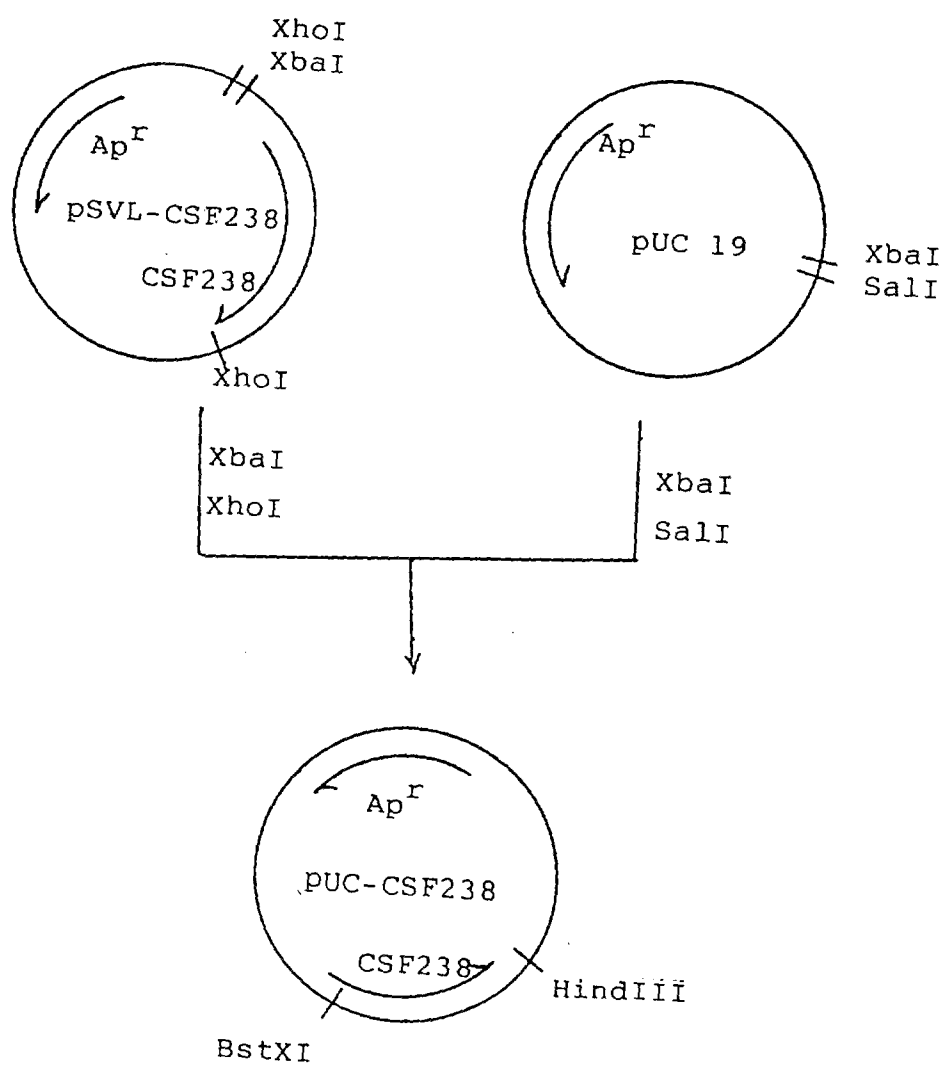 XhoI
XbaI
Apʳ
pSVL-CSF238
CSF238
XhoI
Apʳ
pUC 19
XbaI
SalI
XbaI
XhoI
XbaI
SalI
Apʳ
pUC-CSF238
CSF238
HindIII
BstXI